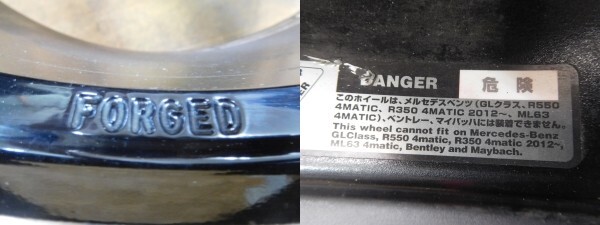 FORGED
DANGER 危険
このホイールは、メルセデスベンツ(GLクラス、R550
4MATIC、R350 4MATIC 2012〜、ML63
4MATIC)、ベントレー、マイバッハには装着できません。
This wheel cannot fit on Mercedes-Benz
GLClass, R550 4matic, R350 4matic 2012~,
ML63 4matic, Bentley and Maybach.